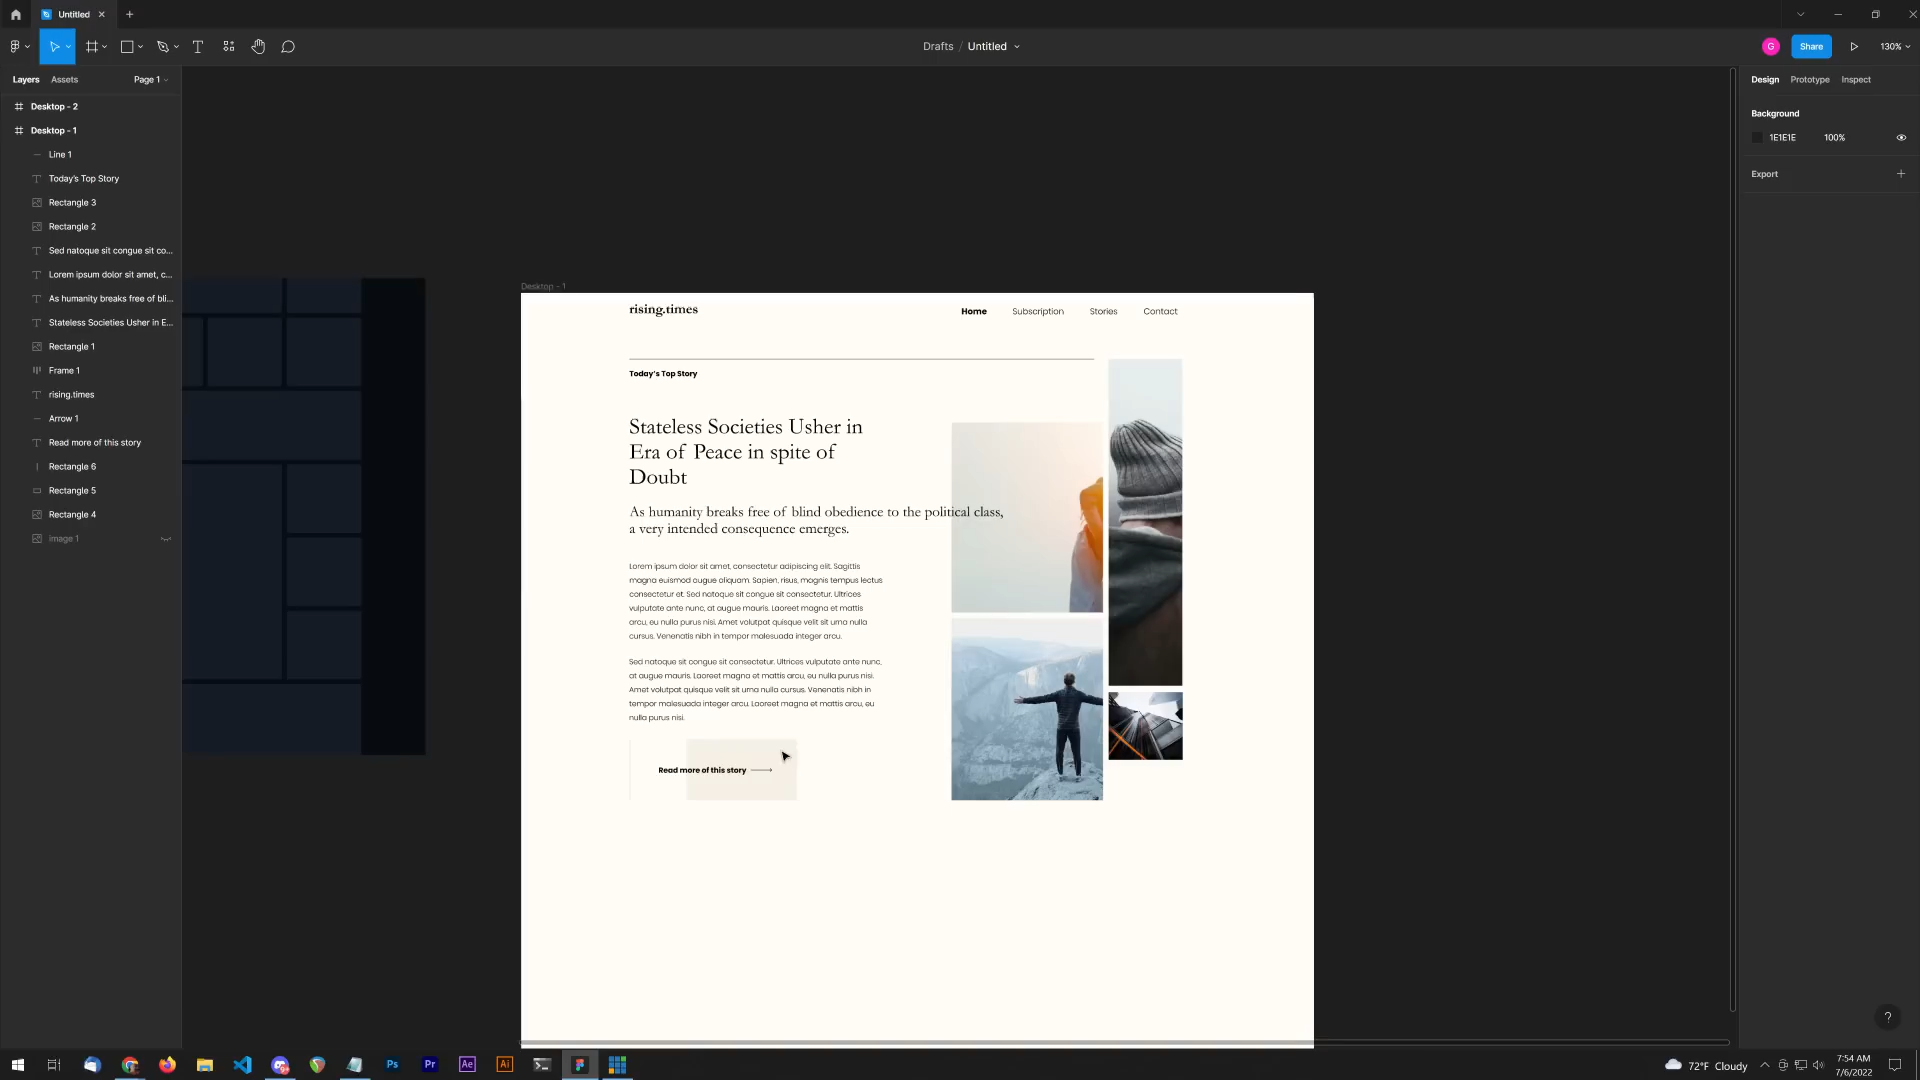 Untitled
Drafts / Untitled
G
Share
130%
Layers
Assets
Page 1
Desktop - 2
Desktop - 1
Line 1
Today's Top Story
Rectangle 3
Rectangle 2
Sed natoque sit congue sit co...
Lorem ipsum dolor sit amet, c...
As humanity breaks free of bli...
Stateless Societies Usher in E...
Rectangle 1
Frame 1
rising.times
Arrow 1
Read more of this story
Rectangle 6
Rectangle 5
Rectangle 4
image 1
Desktop - 1
rising.times
Home
Subscription
Stories
Contact
Today's Top Story
Stateless Societies Usher in
Era of Peace in spite of
Doubt
As humanity breaks free of blind obedience to the political class,
a very intended consequence emerges.
Lorem ipsum dolor sit amet, consectetur adipiscing elit. Sagittis
magna euismod augue aliquam. Sapien, risus, magnis tempus lectus
consectetur et. Sed natoque sit congue sit consectetur. Ultrices
vulputate ante nunc, at augue mauris. Laoreet magna et mattis
arcu, eu nulla purus nisi. Amet volutpat quisque velit sit urna nulla
cursus. Venenatis nibh in tempor malesuada integer arcu.
Sed natoque sit congue sit consectetur. Ultrices vulputate ante nunc,
at augue mauris. Laoreet magna et mattis arcu, eu nulla purus nisi.
Amet volutpat quisque velit sit urna nulla cursus. Venenatis nibh in
tempor malesuada integer arcu. Laoreet magna et mattis arcu, eu
nulla purus nisi.
Read more of this story
Design
Prototype
Inspect
Background
1E1E1E
100%
Export
?
Ps
Pr
Ae
Ai
72°F Cloudy
7:54 AM
7/6/2022